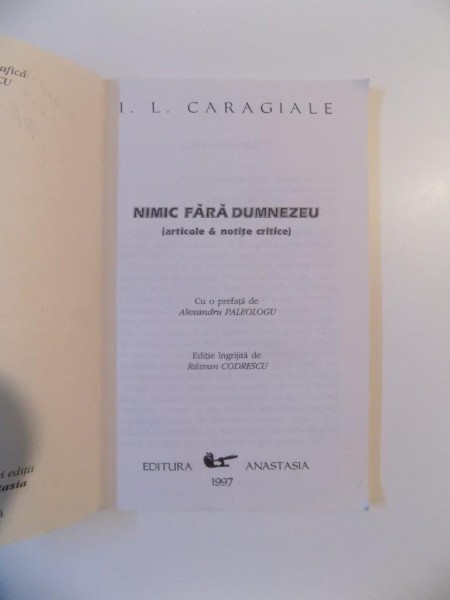 I. L. CARAGIALE
NIMIC FĂRĂ DUMNEZEU
(articole & notițe critice)
Cu o prefață de
Alexandru PALEOLOGU
Ediție îngrijită de
Răzvan CODRESCU
EDITURA ANASTASIA
1997